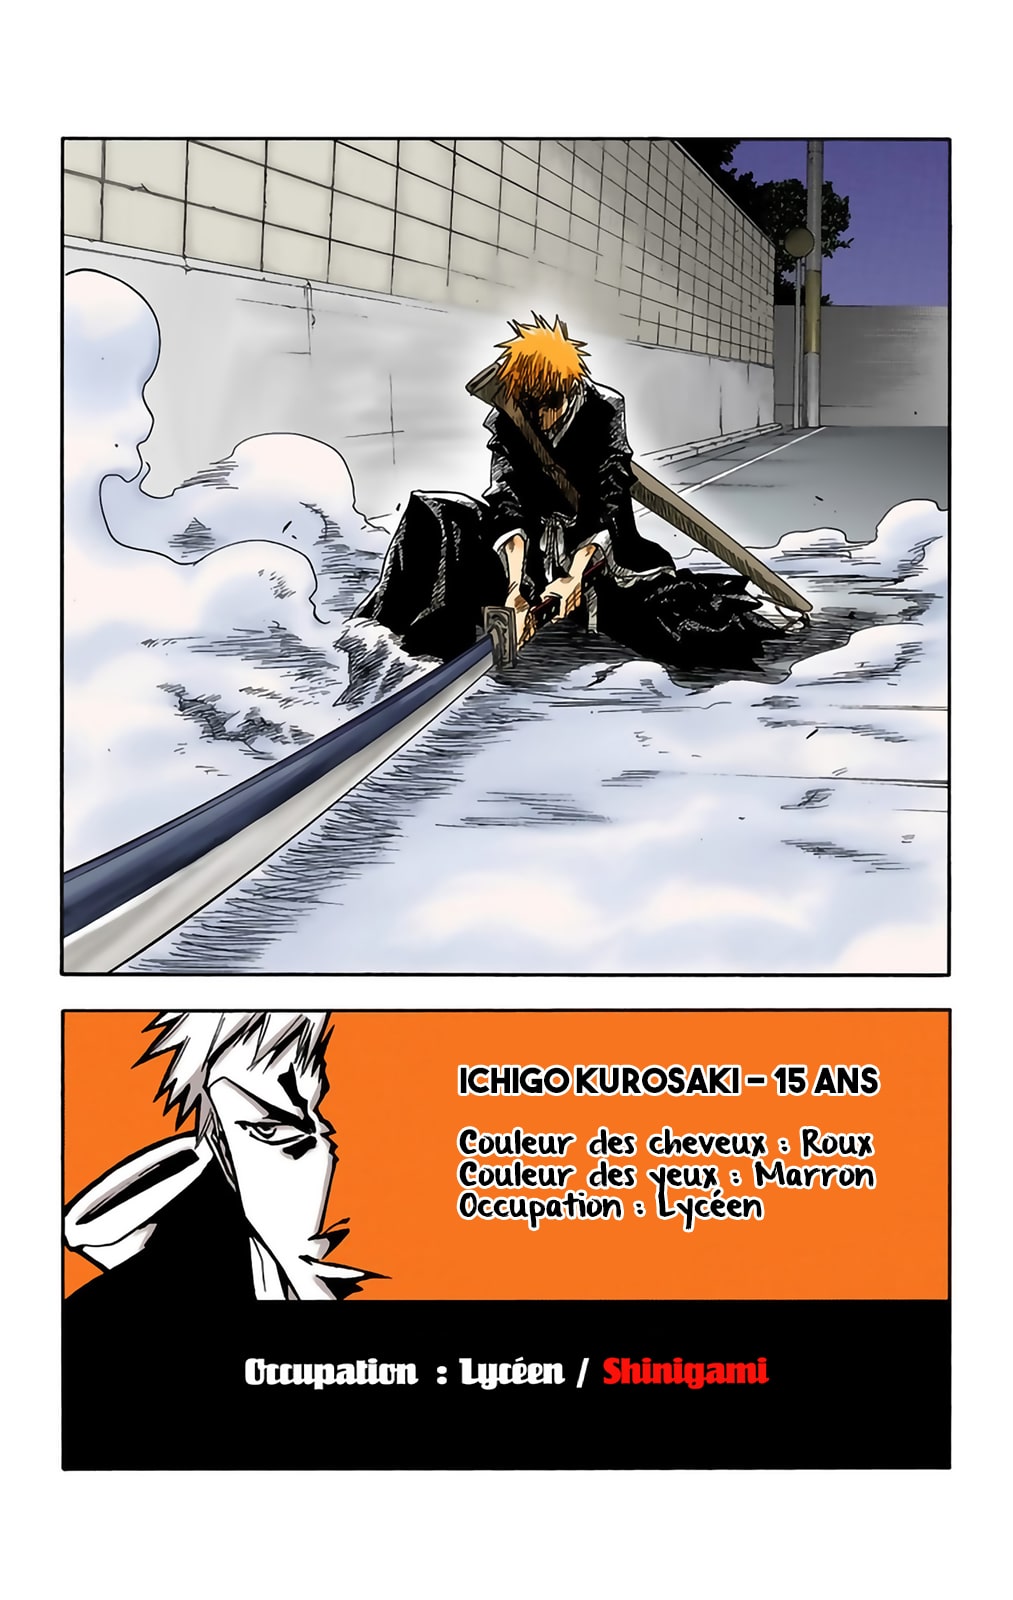 ICHIGO KUROSAKI - 15 ANS
Couleur des cheveux : Roux
Couleur des yeux : Marron
Occupation : Lycéen
Occupation : Lycéen / Shinigami